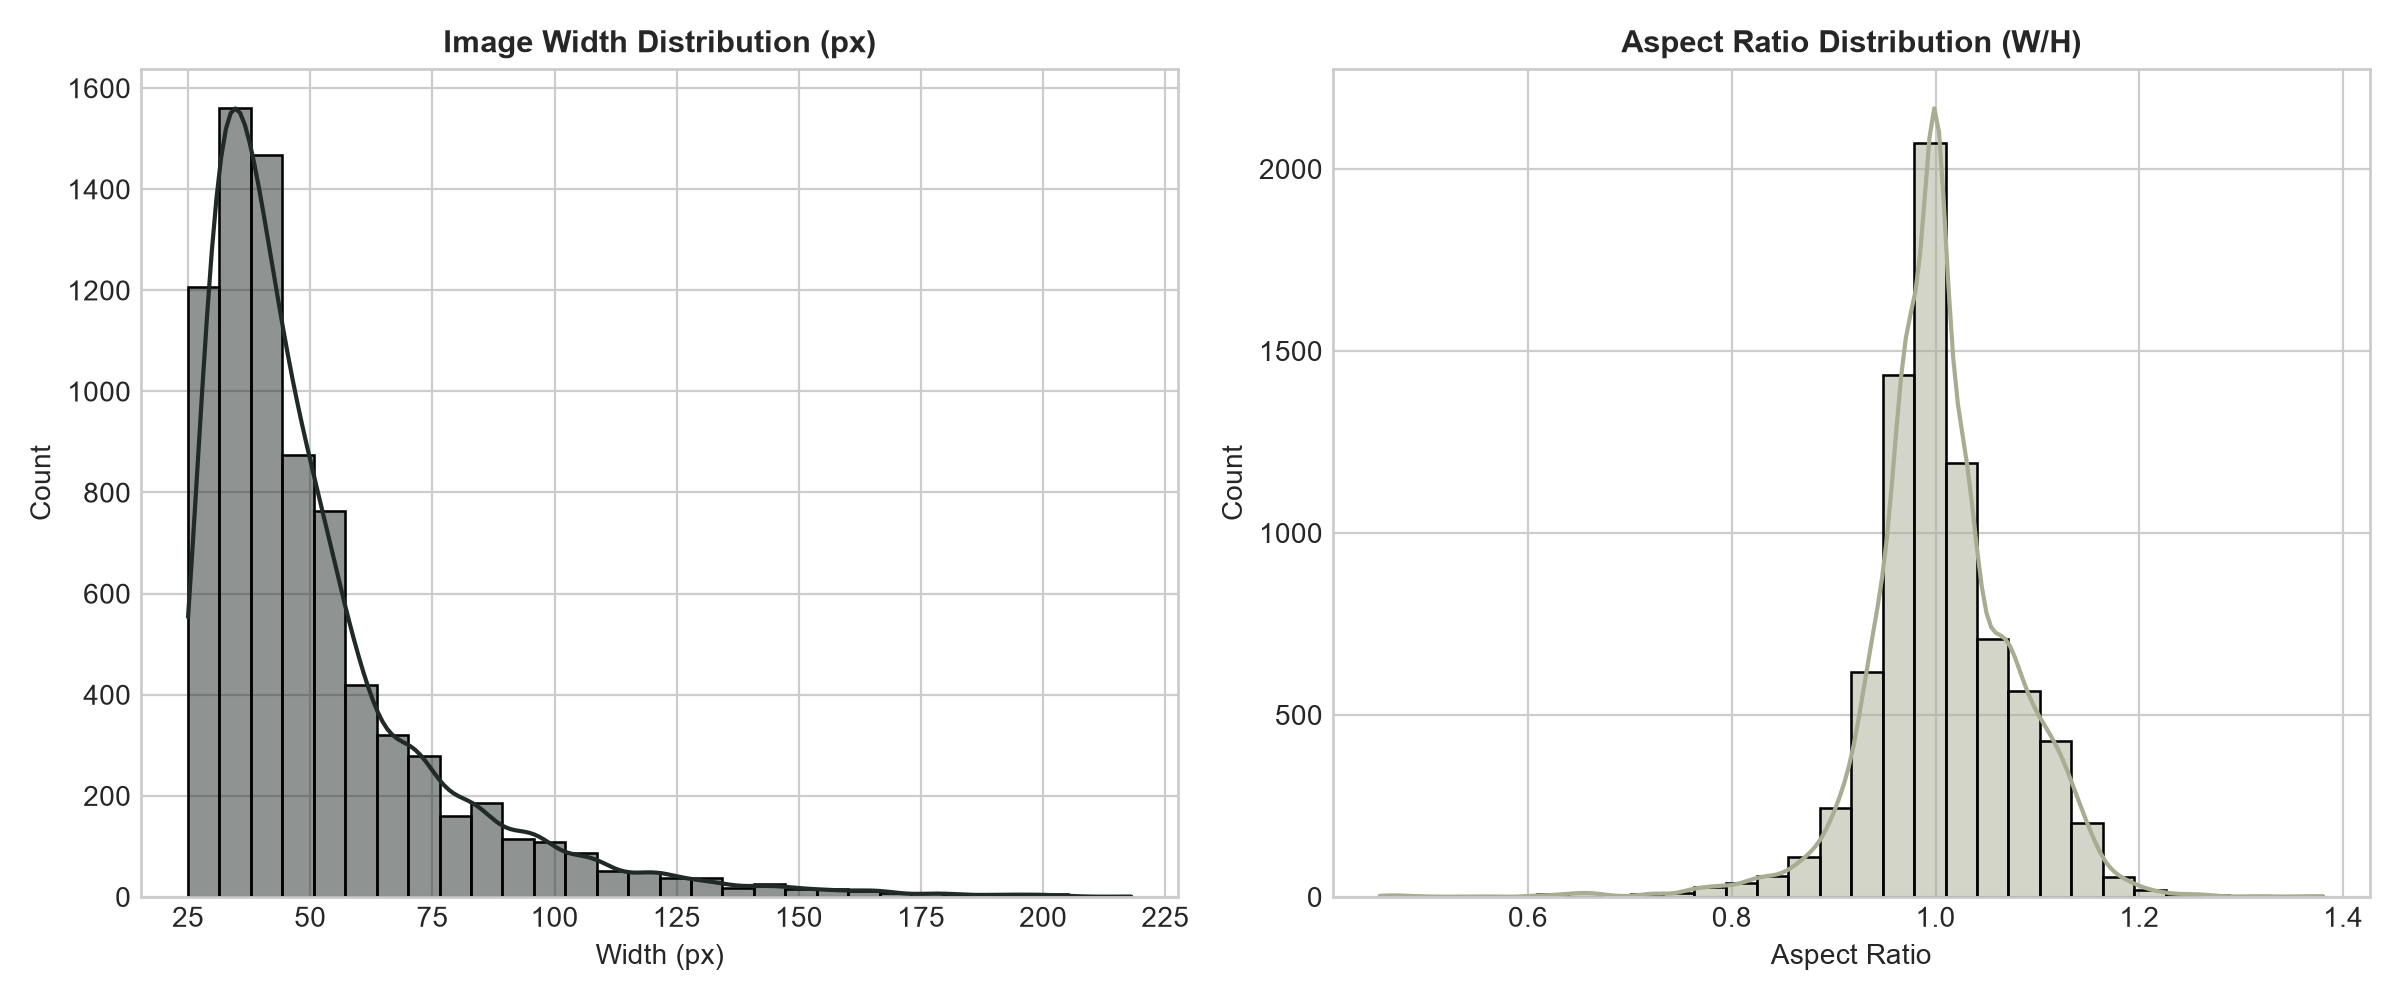 Image Width Distribution (px)
1600
1400
1200
1000
800
600
400
200
0
Count
25 50 75 100 125 150 175 200 225
Width (px)
Aspect Ratio Distribution (W/H)
2000
1500
1000
500
0
Count
0.6 0.8 1.0 1.2 1.4
Aspect Ratio